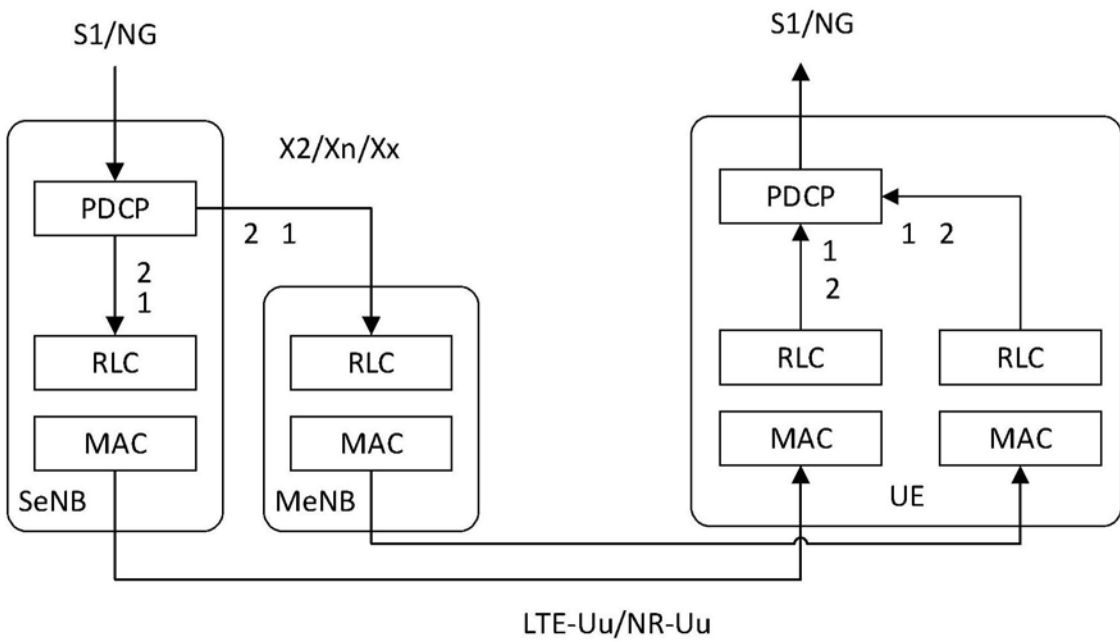 S1/NG
S1/NG
X2/Xn/Xx
PDCP
PDCP
2 1
1 2
2
1
1
2
RLC
RLC
RLC
RLC
MAC
MAC
MAC
MAC
SeNB
MeNB
UE
LTE-Uu/NR-Uu